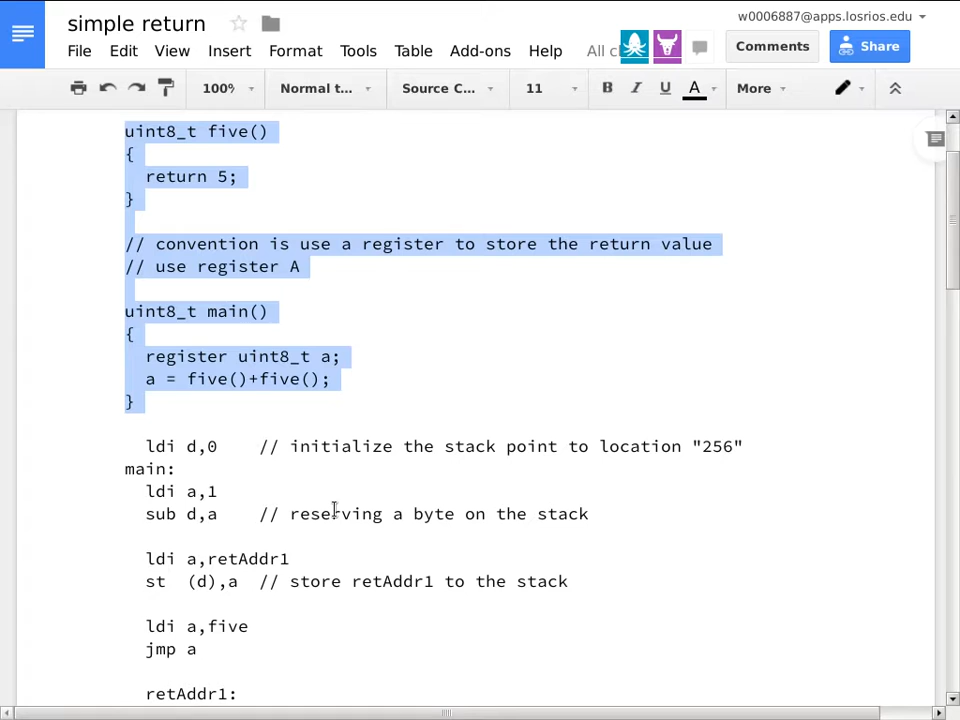 simple return
w0006887@apps.losrios.edu
File Edit View Insert Format Tools Table Add-ons Help All c
Comments
Share
100%
Normal t...
Source C...
11
B I U A
More
uint8_t five()
{
return 5;
}
// convention is use a register to store the return value
// use register A
uint8_t main()
{
register uint8_t a;
a = five()+five();
}
ldi d,0 // initialize the stack point to location "256"
main:
ldi a,1
sub d,a // reserving a byte on the stack
ldi a,retAddr1
st (d),a // store retAddr1 to the stack
ldi a,five
jmp a
retAddr1: